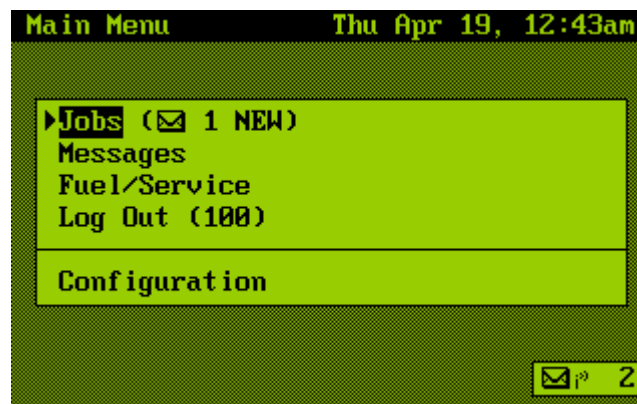 Main Menu Thu Apr 19, 12:43am
Jobs (✉ 1 NEW)
Messages
Fuel/Service
Log Out (100)
Configuration
2